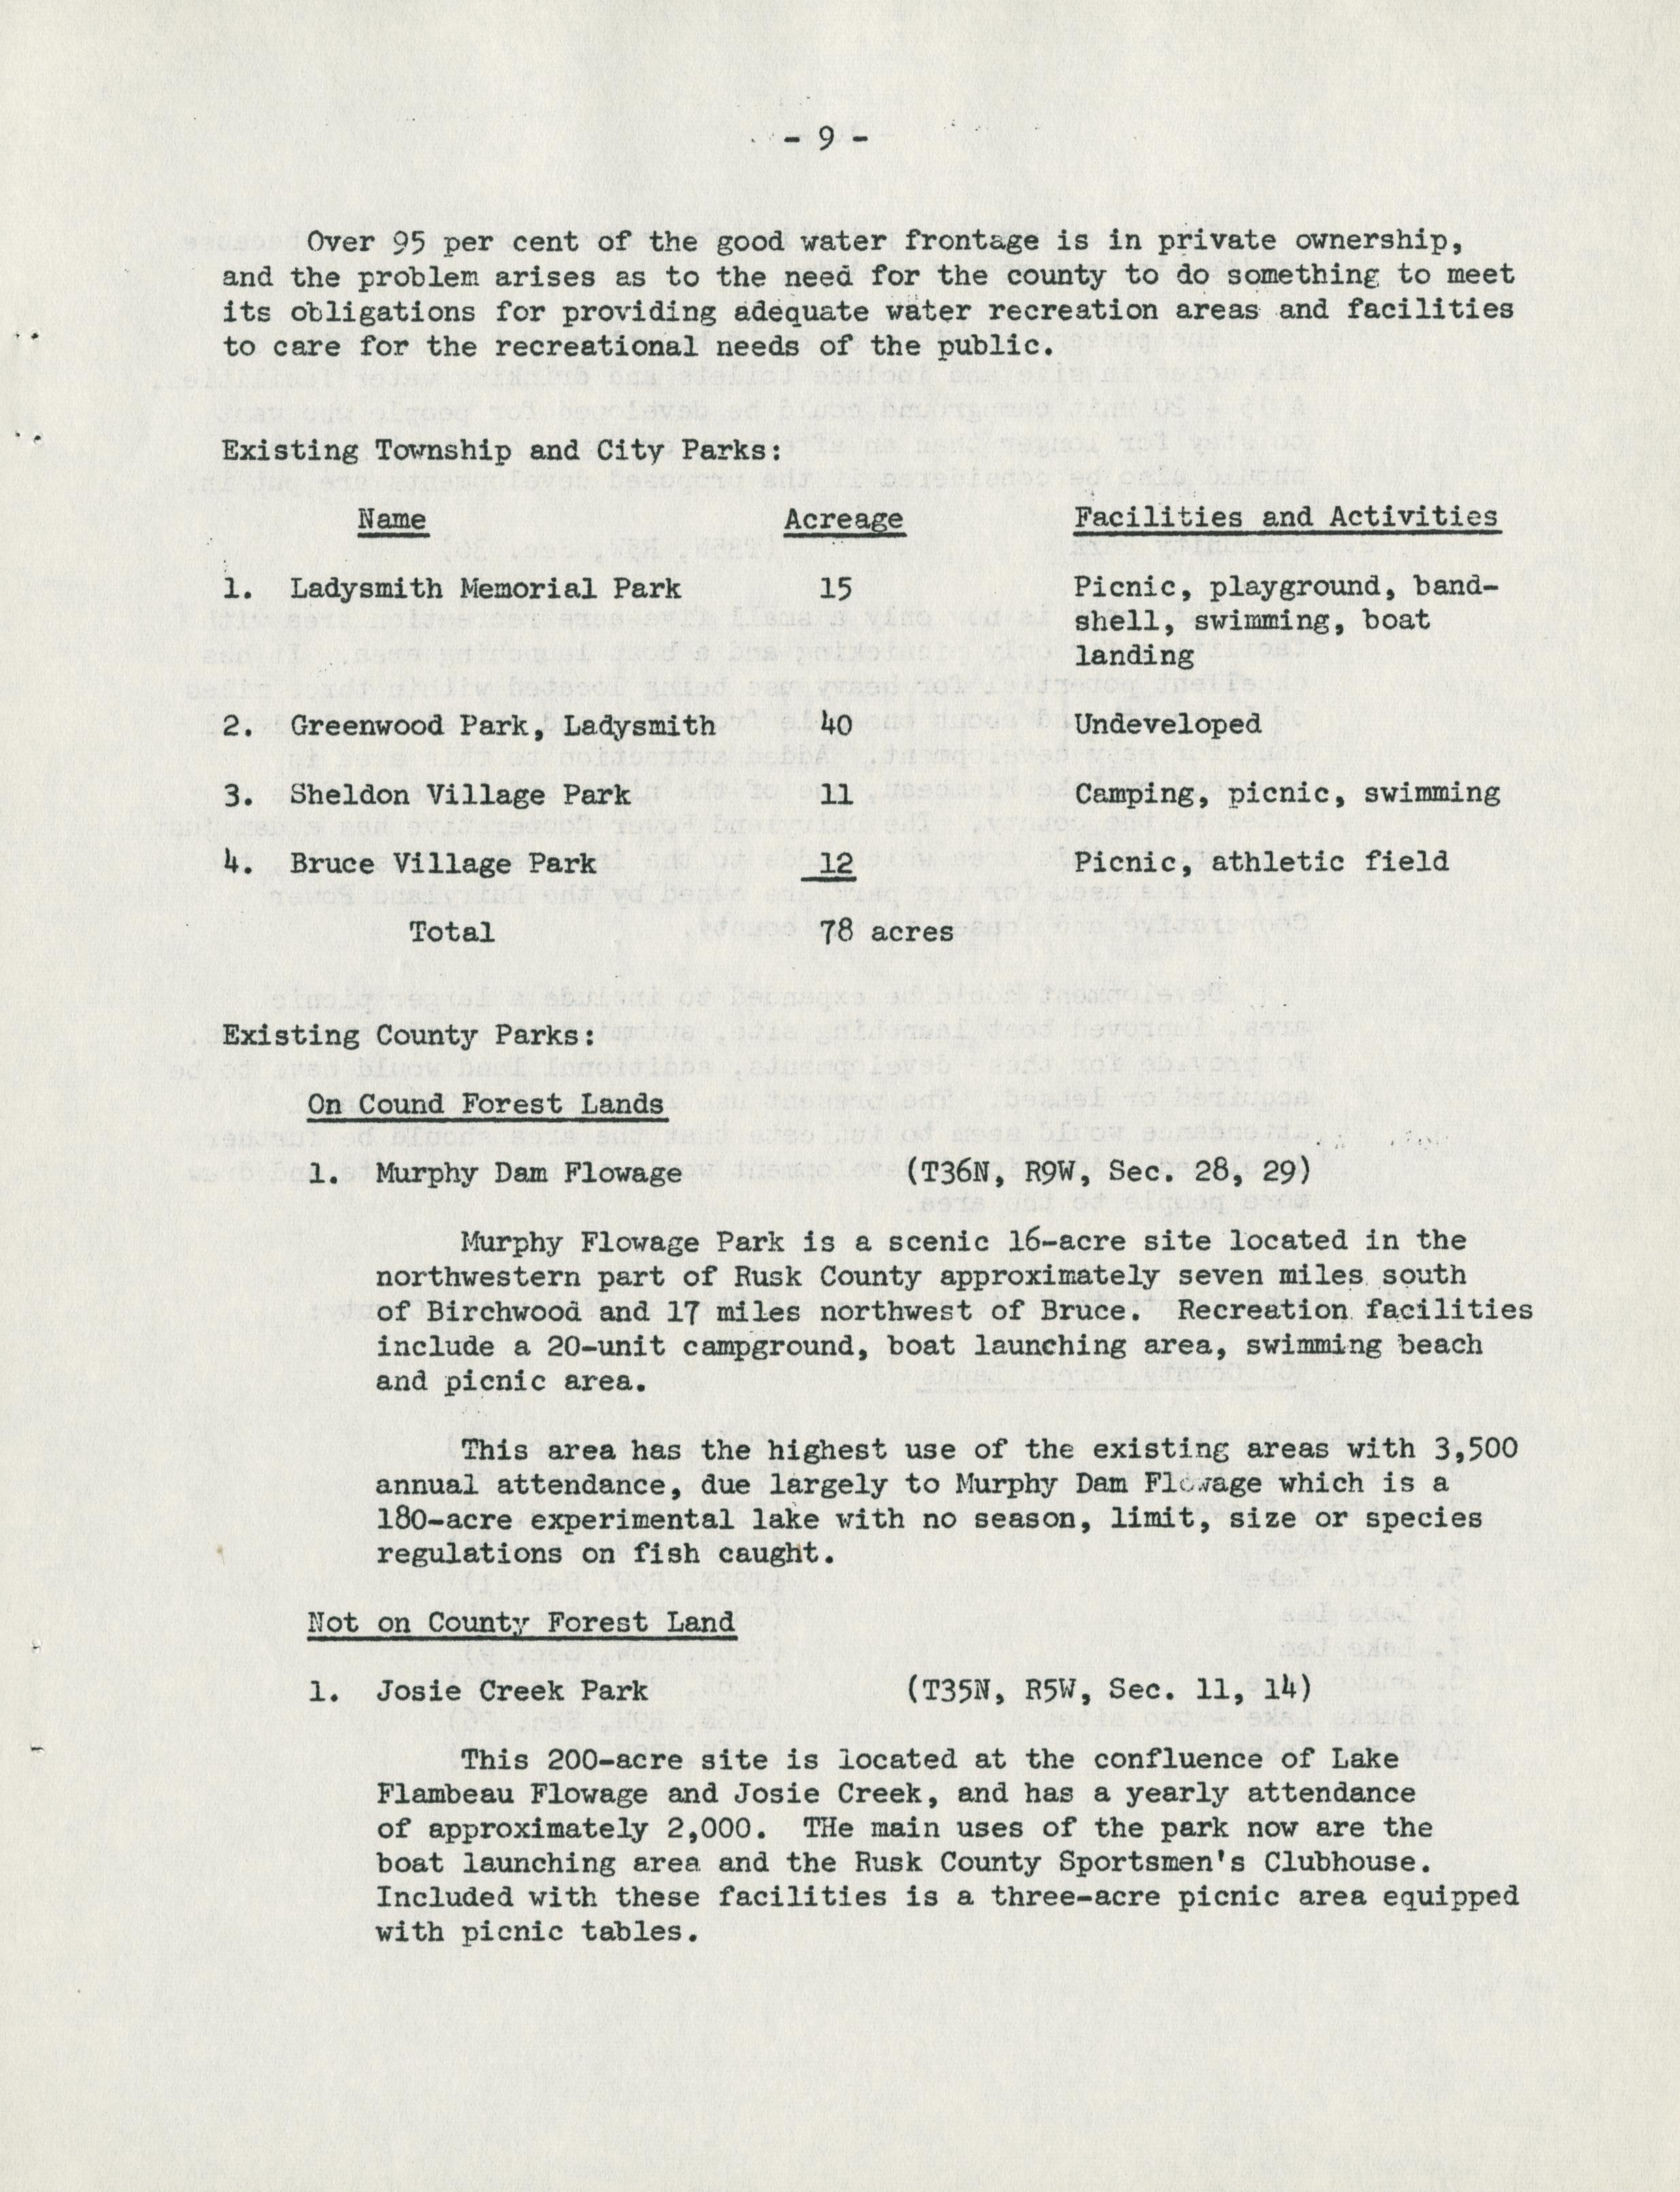 - 9 -
Over 95 per cent of the good water frontage is in private ownership,
and the problem arises as to the need for the county to do something to meet
its obligations for providing adequate water recreation areas and facilities
to care for the recreational needs of the public.
Existing Township and City Parks:
Name Acreage Facilities and Activities
1. Ladysmith Memorial Park 15 Picnic, playground, band-
shell, swimming, boat
landing
2. Greenwood Park, Ladysmith 40 Undeveloped
3. Sheldon Village Park 11 Camping, picnic, swimming
4. Bruce Village Park 12 Picnic, athletic field
Total 78 acres
Existing County Parks:
On Cound Forest Lands
1. Murphy Dam Flowage (T36N, R9W, Sec. 28, 29)
Murphy Flowage Park is a scenic 16-acre site located in the
northwestern part of Rusk County approximately seven miles south
of Birchwood and 17 miles northwest of Bruce. Recreation facilities
include a 20-unit campground, boat launching area, swimming beach
and picnic area.
This area has the highest use of the existing areas with 3,500
annual attendance, due largely to Murphy Dam Flowage which is a
180-acre experimental lake with no season, limit, size or species
regulations on fish caught.
Not on County Forest Land
1. Josie Creek Park (T35N, R5W, Sec. 11, 14)
This 200-acre site is located at the confluence of Lake
Flambeau Flowage and Josie Creek, and has a yearly attendance
of approximately 2,000. THe main uses of the park now are the
boat launching area and the Rusk County Sportsmen's Clubhouse.
Included with these facilities is a three-acre picnic area equipped
with picnic tables.